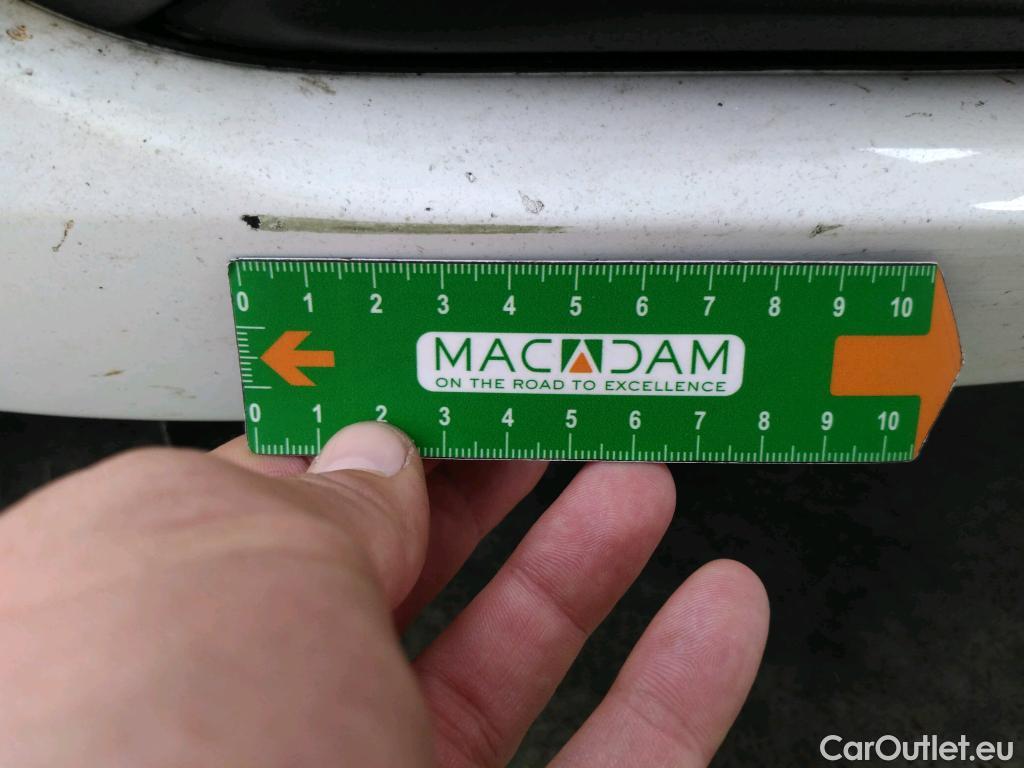 0 1 2 3 4 5 6 7 8 9 10
MACADAM
ON THE ROAD TO EXCELLENCE
0 1 2 3 4 5 6 7 8 9 10
CarOutlet.eu